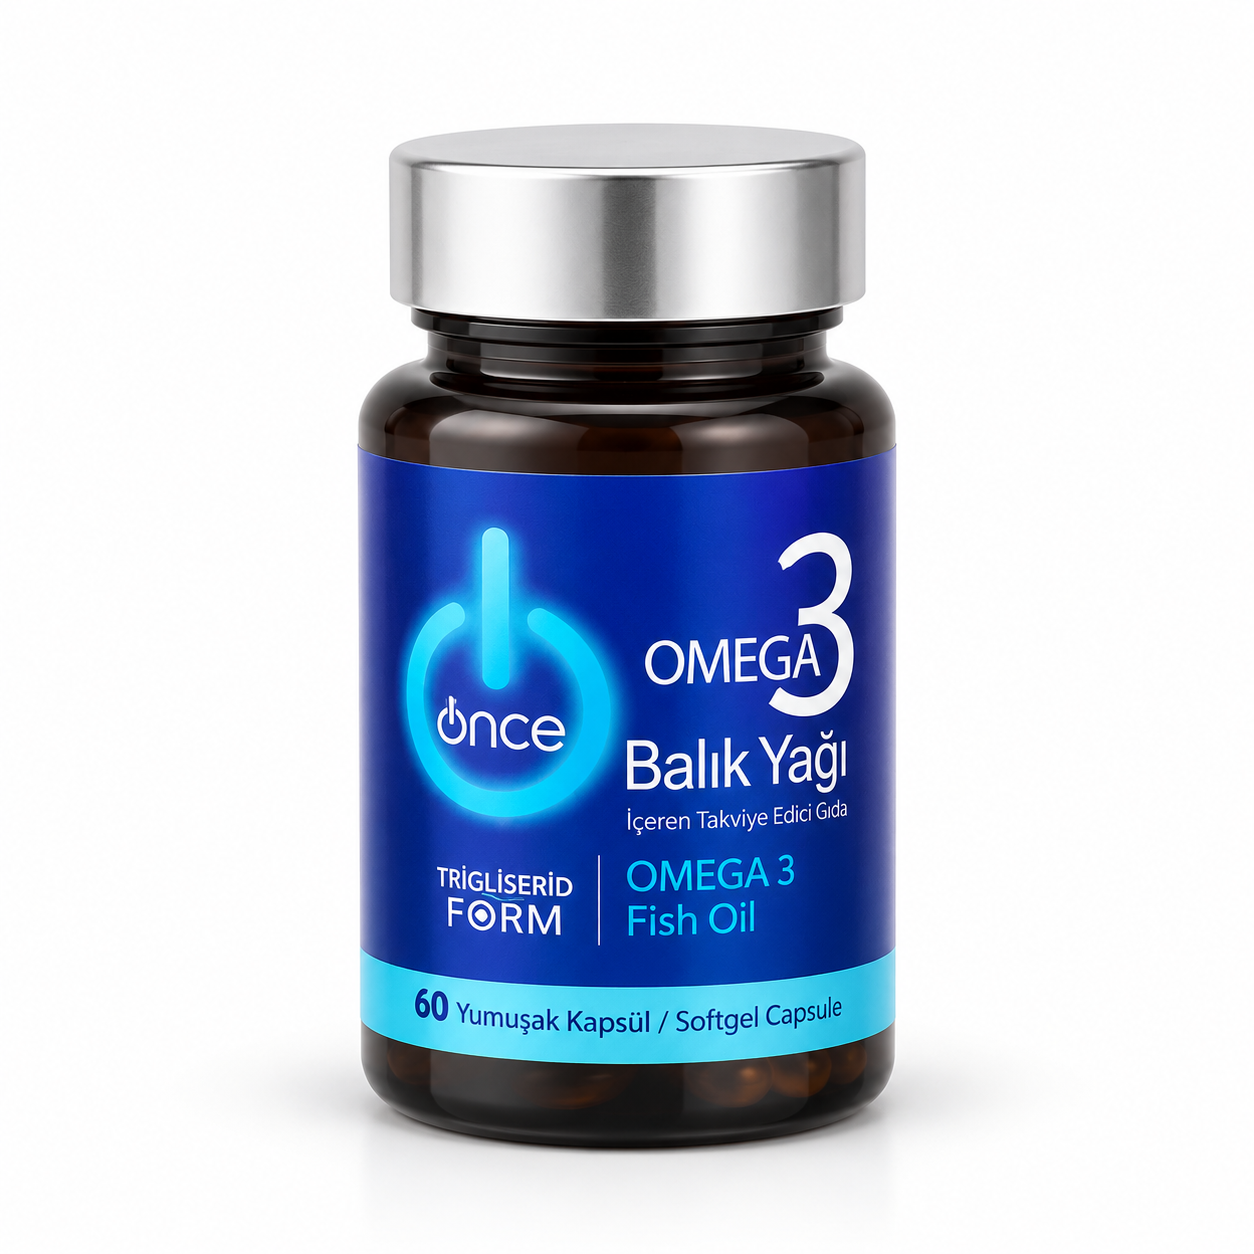 önce
OMEGA 3
Balık Yağı
İçeren Takviye Edici Gıda
TRİGLİSERİD
FORM
OMEGA 3
Fish Oil
60 Yumuşak Kapsül / Softgel Capsule